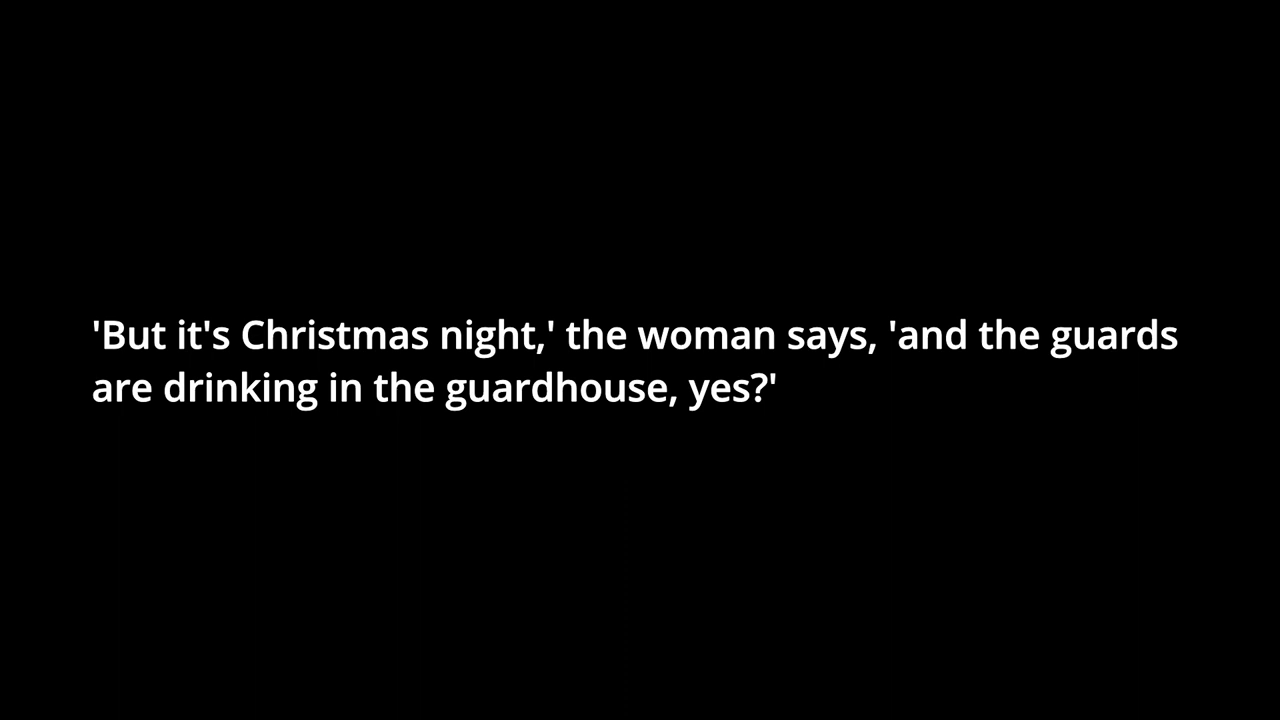 'But it's Christmas night,' the woman says, 'and the guards
are drinking in the guardhouse, yes?'